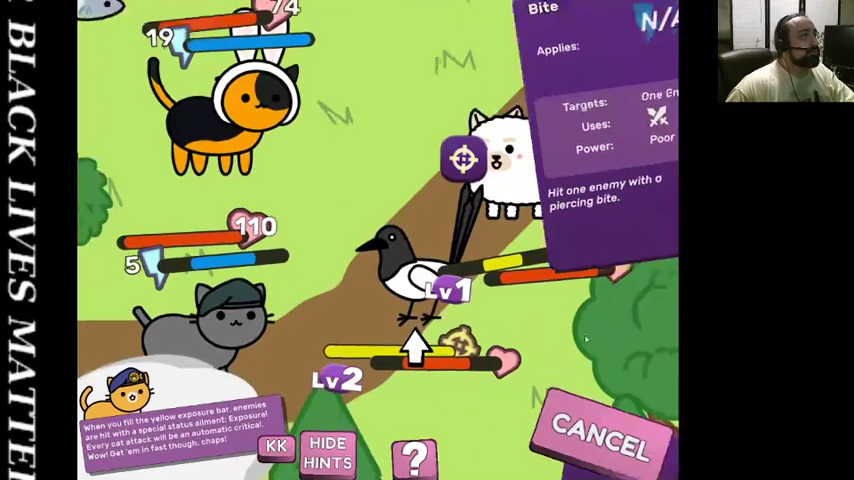 BLACK LIVES MATTER
74
19
110
5
Bite
N/A
Applies:
Targets: One En
Uses:
Power: Poor
Hit one enemy with a
piercing bite.
Lv1
Lv2
When you fill the yellow exposure bar, enemies
are hit with a special status ailment: Exposure!
Every cat attack will be an automatic critical.
Wow! Get 'em in fast though, chaps!
KK
HIDE
HINTS
?
CANCEL